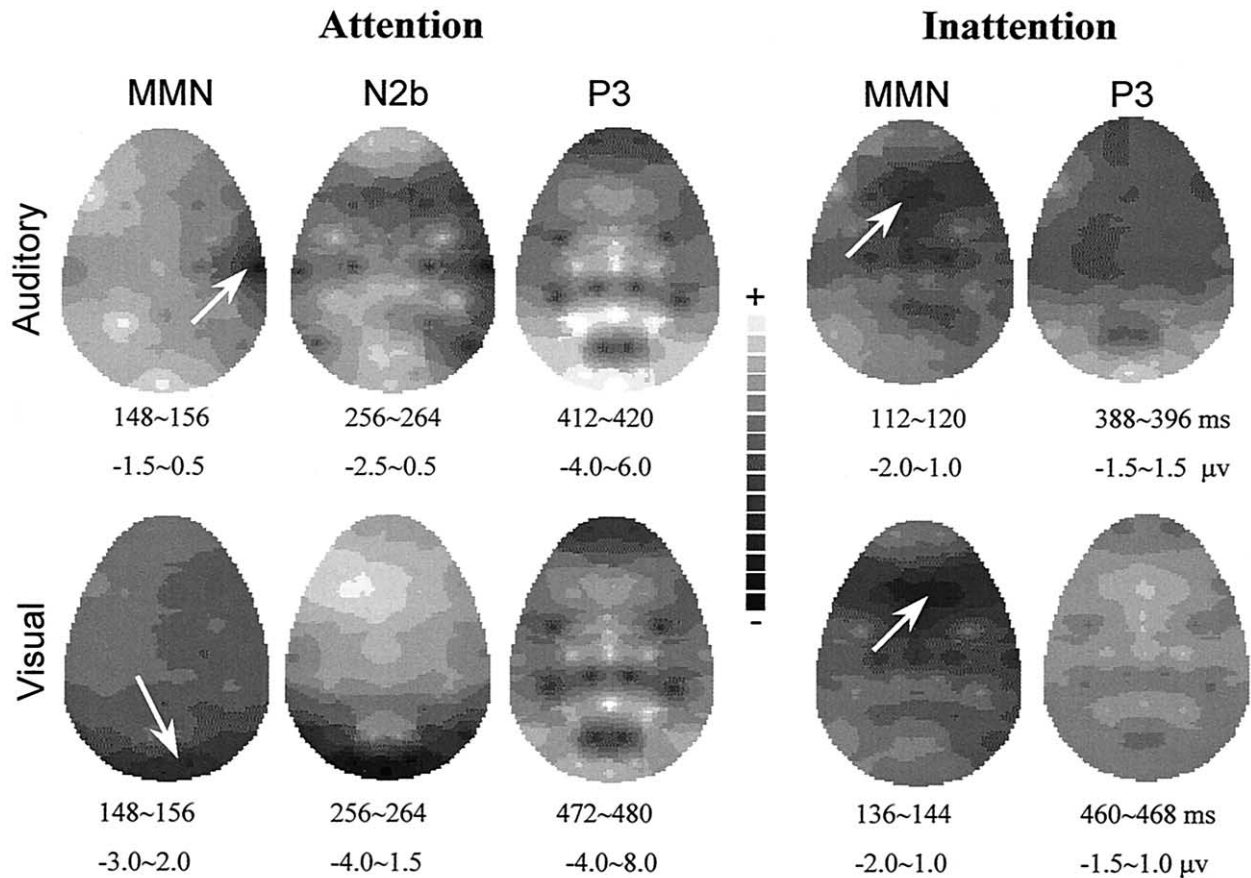 Attention Inattention
MMN N2b P3 MMN P3
Auditory
+
-
148~156 256~264 412~420 112~120 388~396 ms
-1.5~0.5 -2.5~0.5 -4.0~6.0 -2.0~1.0 -1.5~1.5 μv
Visual
148~156 256~264 472~480 136~144 460~468 ms
-3.0~2.0 -4.0~1.5 -4.0~8.0 -2.0~1.0 -1.5~1.0 μv